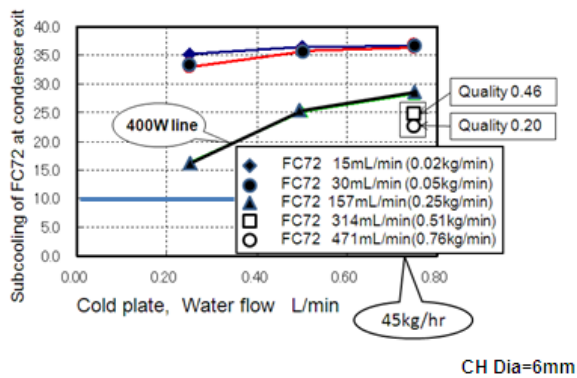 Subcooling of FC72 at condenser exit
40.0
35.0
30.0
25.0
20.0
15.0
10.0
5.0
0.0
Quality 0.46
Quality 0.20
400W line
FC72 15mL/min(0.02kg/min)
FC72 30mL/min(0.05kg/min)
FC72 157mL/min(0.25kg/min)
FC72 314mL/min(0.51kg/min)
FC72 471mL/min(0.76kg/min)
0.00 0.20 0.40 0.60 0.80
Cold plate, Water flow L/min
45kg/hr
CH Dia=6mm